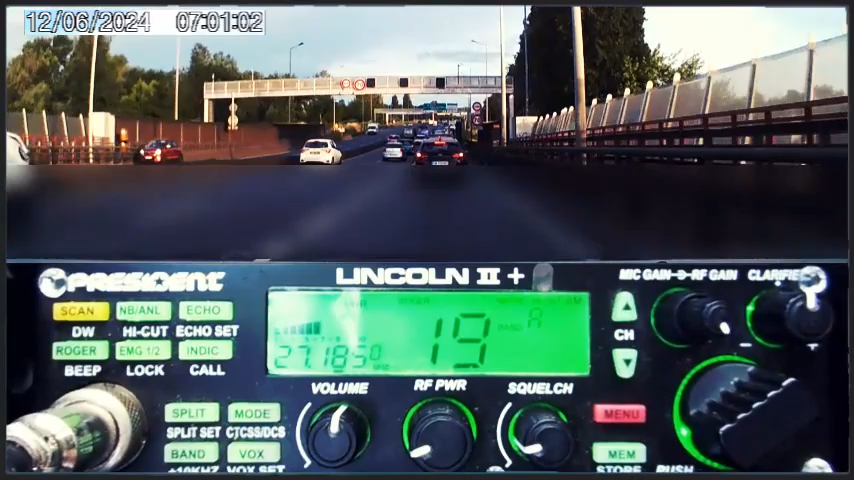 12/06/2024 07:01:02
PRESIDENT
LINCOLN II +
MIC GAIN RF GAIN CLARIFIER
SCAN NB/ANL ECHO
DW HI-CUT ECHO SET
ROGER EMG 1/2 INDIC
BEEP LOCK CALL
27.1850
19
BAND A
CH
VOLUME RF PWR SQUELCH
SPLIT MODE
SPLIT SET CTCSS/DCS
BAND VOX
+10KHZ VOX SET
MENU
MEM
STORE PUSH
- +